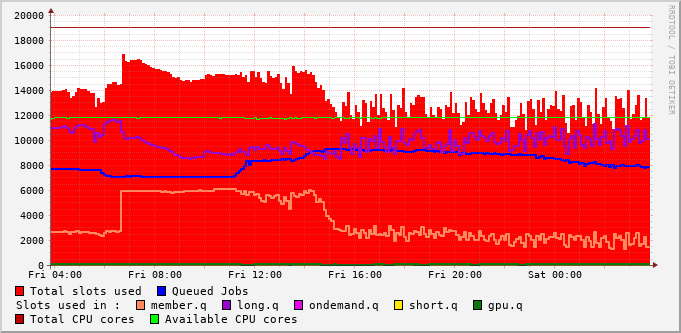 20000
18000
16000
14000
12000
10000
8000
6000
4000
2000
0
Fri 04:00 Fri 08:00 Fri 12:00 Fri 16:00 Fri 20:00 Sat 00:00
RRDTOOL / TOBI OETIKER
Total slots used Queued Jobs
Slots used in : member.q long.q ondemand.q short.q gpu.q
Total CPU cores Available CPU cores